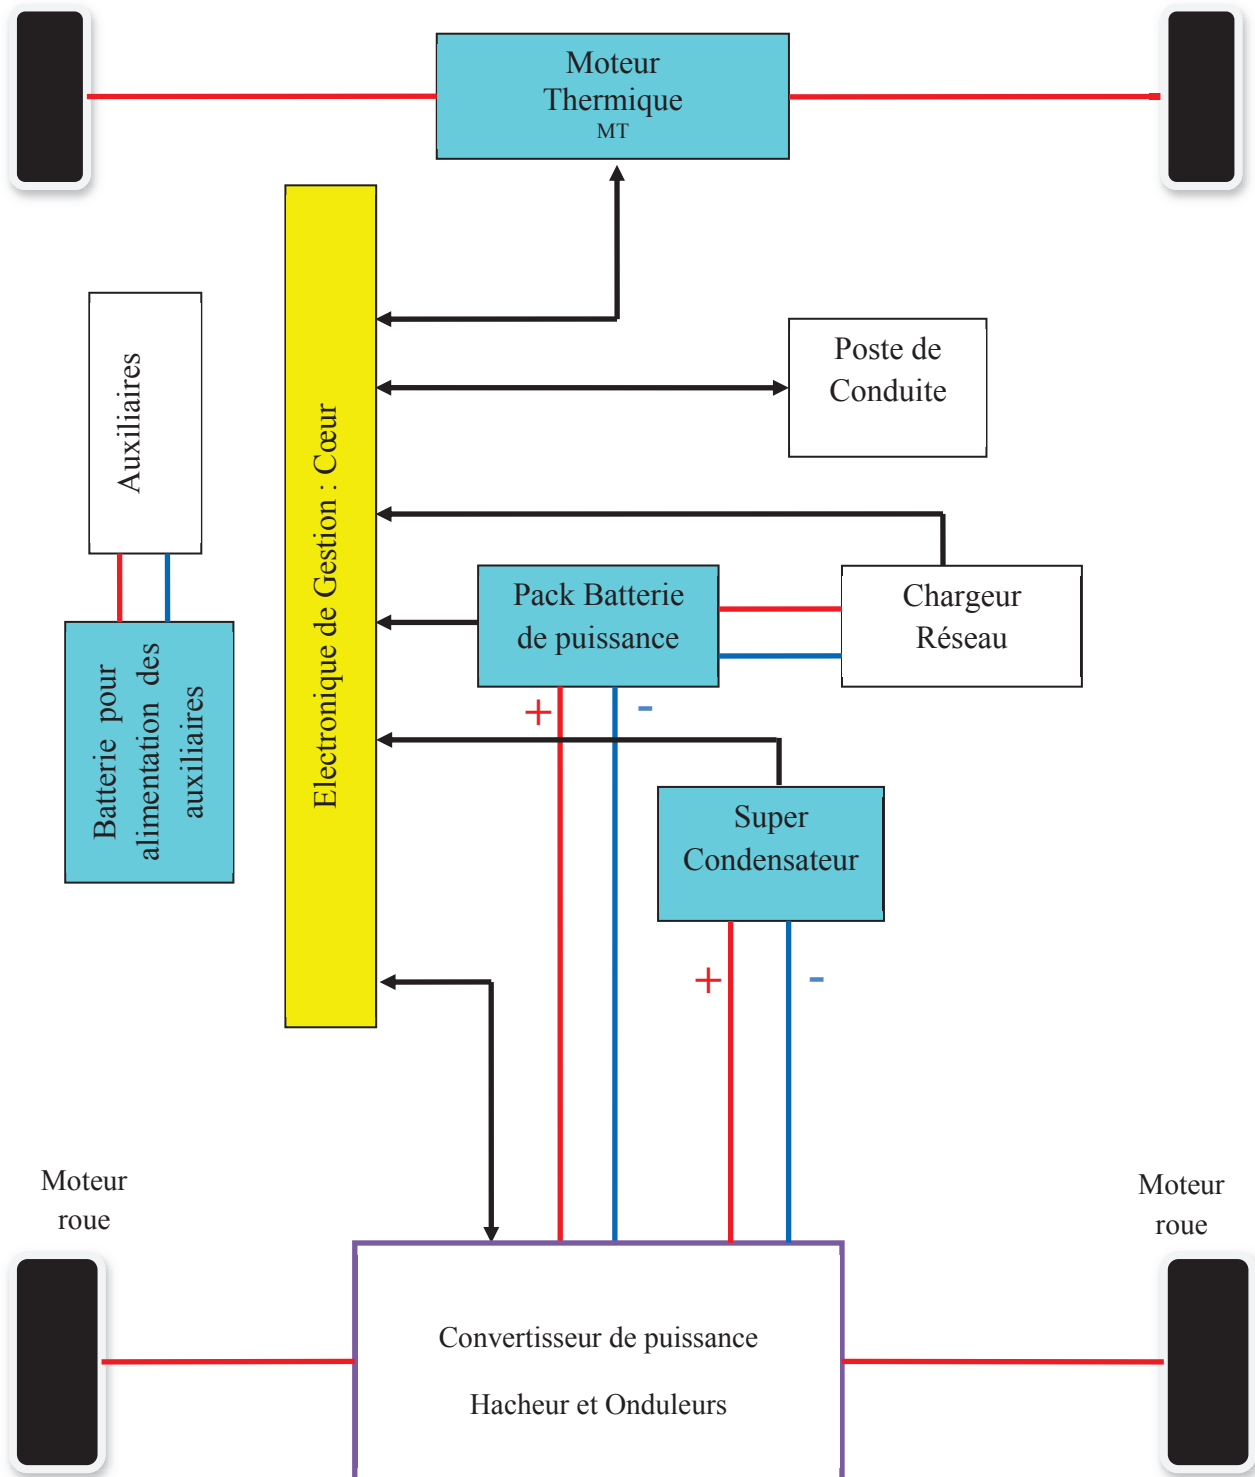 Moteur
Thermique
MT
Poste de
Conduite
Auxiliaires
Electronique de Gestion : Cœur
Pack Batterie
de puissance
Chargeur
Réseau
Batterie pour
alimentation des
auxiliaires
+
-
Super
Condensateur
+
-
Moteur
roue
Moteur
roue
Convertisseur de puissance
Hacheur et Onduleurs